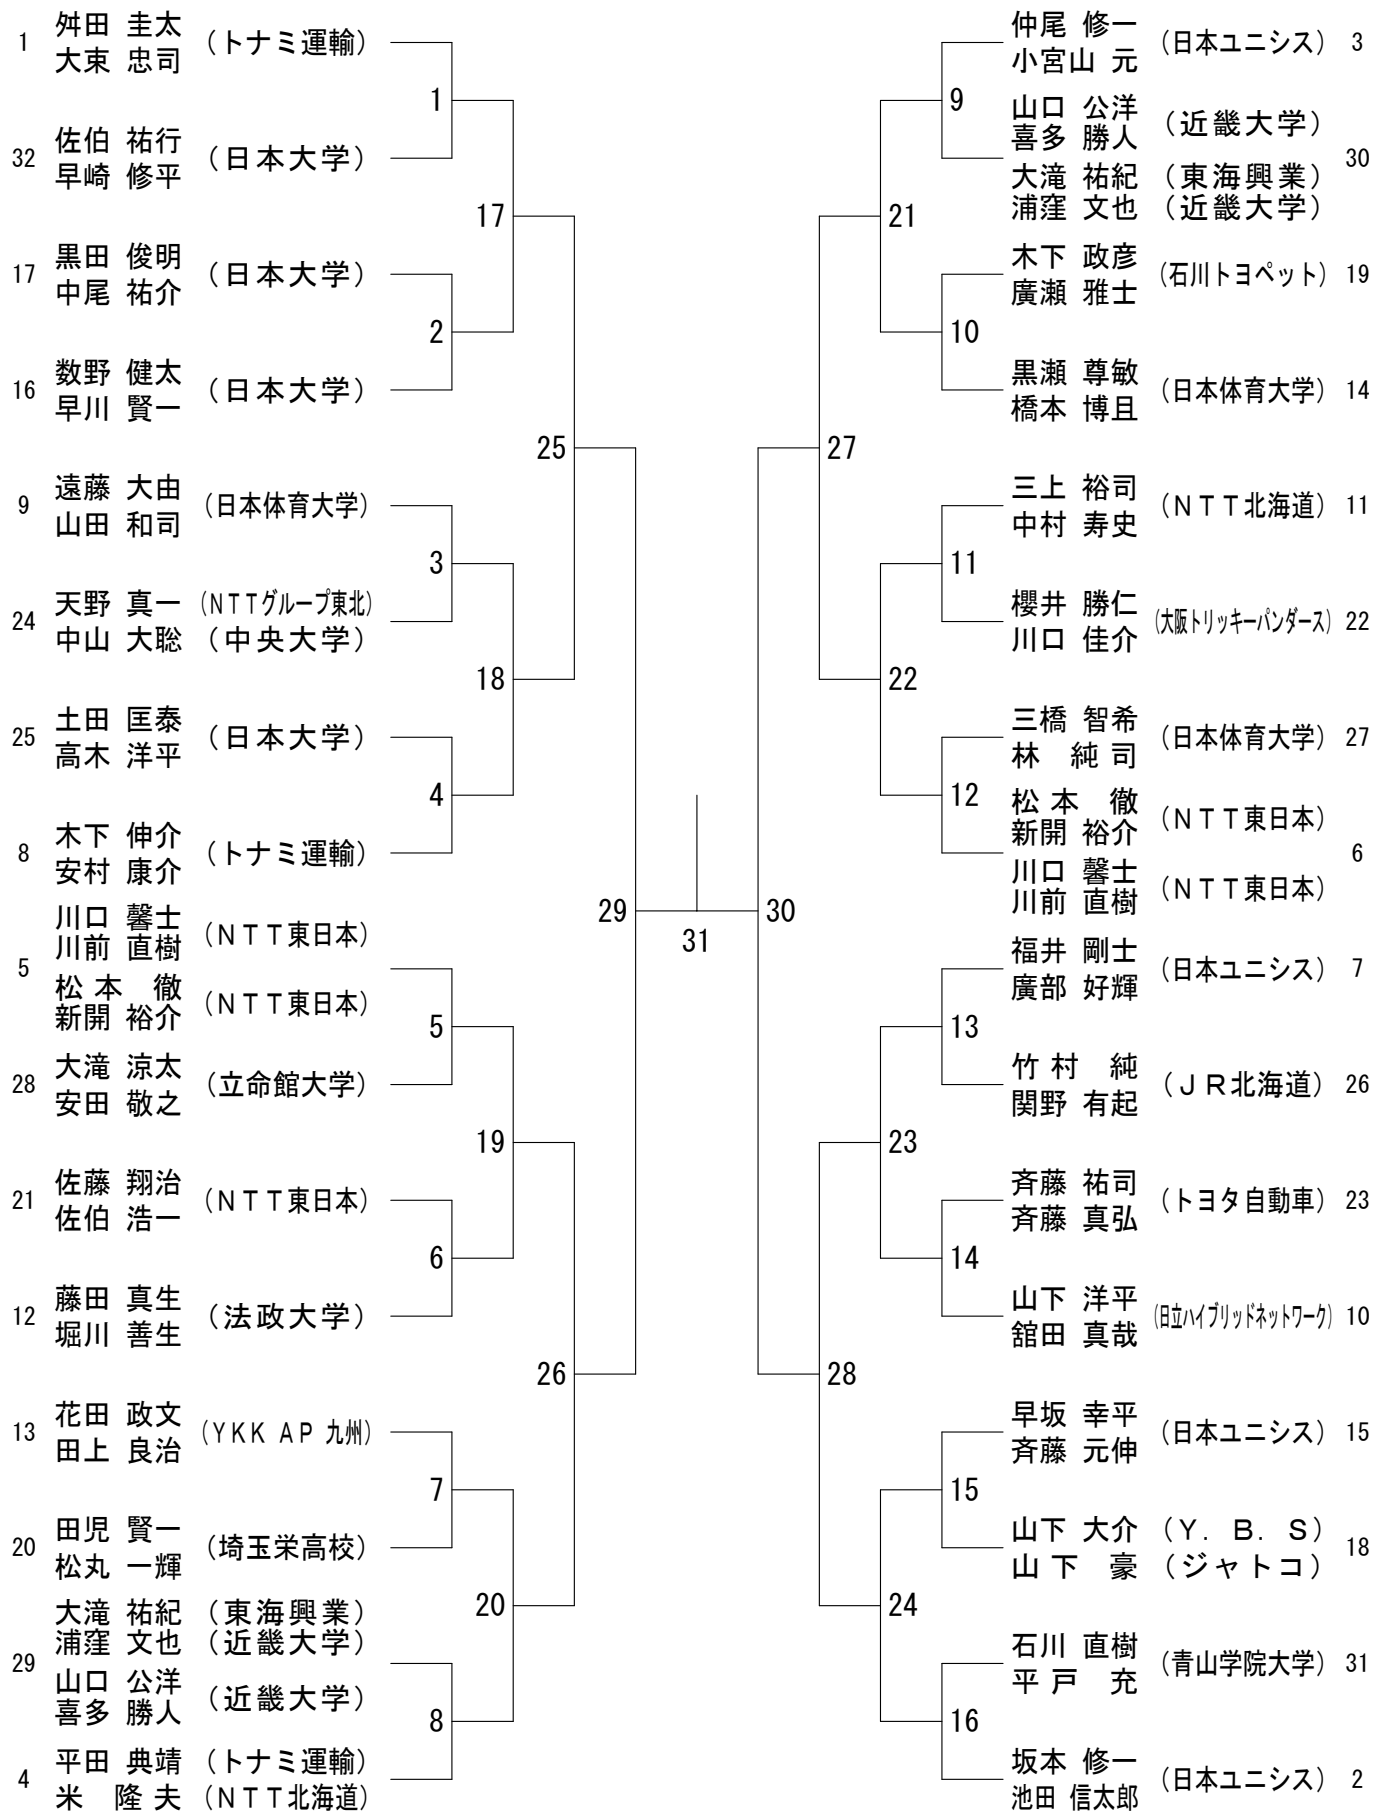 1 舛田 圭太 (トナミ運輸)
大束 忠司
32 佐伯 祐行 (日本大学)
早崎 修平
17 黒田 俊明 (日本大学)
中尾 祐介
16 数野 健太 (日本大学)
早川 賢一
9 遠藤 大由 (日本体育大学)
山田 和司
24 天野 真一 (NTTグループ東北)
中山 大聡 (中央大学)
25 土田 匡泰 (日本大学)
高木 洋平
8 木下 伸介 (トナミ運輸)
安村 康介
5 川口 馨士 (NTT東日本)
川前 直樹
松本 徹 (NTT東日本)
新開 裕介
28 大滝 涼太 (立命館大学)
安田 敬之
21 佐藤 翔治 (NTT東日本)
佐伯 浩一
12 藤田 真生 (法政大学)
堀川 善生
13 花田 政文 (YKK AP 九州)
田上 良治
20 田児 賢一 (埼玉栄高校)
松丸 一輝
29 大滝 祐紀 (東海興業)
浦窪 文也 (近畿大学)
山口 公洋 (近畿大学)
喜多 勝人
4 平田 典靖 (トナミ運輸)
米 隆夫 (NTT北海道)
1
2
3
4
5
6
7
8
17
18
19
20
25
26
29
31
30
27
28
21
22
23
24
9
10
11
12
13
14
15
16
仲尾 修一 (日本ユニシス) 3
小宮山 元
山口 公洋 (近畿大学) 30
喜多 勝人
大滝 祐紀 (東海興業)
浦窪 文也 (近畿大学)
木下 政彦 (石川トヨペット) 19
廣瀬 雅士
黒瀬 尊敏 (日本体育大学) 14
橋本 博且
三上 裕司 (NTT北海道) 11
中村 寿史
櫻井 勝仁 (大阪トリッキーパンダース) 22
川口 佳介
三橋 智希 (日本体育大学) 27
林 純司
松本 徹 (NTT東日本) 6
新開 裕介
川口 馨士 (NTT東日本)
川前 直樹
福井 剛士 (日本ユニシス) 7
廣部 好輝
竹村 純 (JR北海道) 26
関野 有起
斉藤 祐司 (トヨタ自動車) 23
斉藤 真弘
山下 洋平 (日立ハイブリッドネットワーク) 10
舘田 真哉
早坂 幸平 (日本ユニシス) 15
斉藤 元伸
山下 大介 (Y. B. S) 18
山下 豪 (ジャトコ)
石川 直樹 (青山学院大学) 31
平戸 充
坂本 修一 (日本ユニシス) 2
池田 信太郎